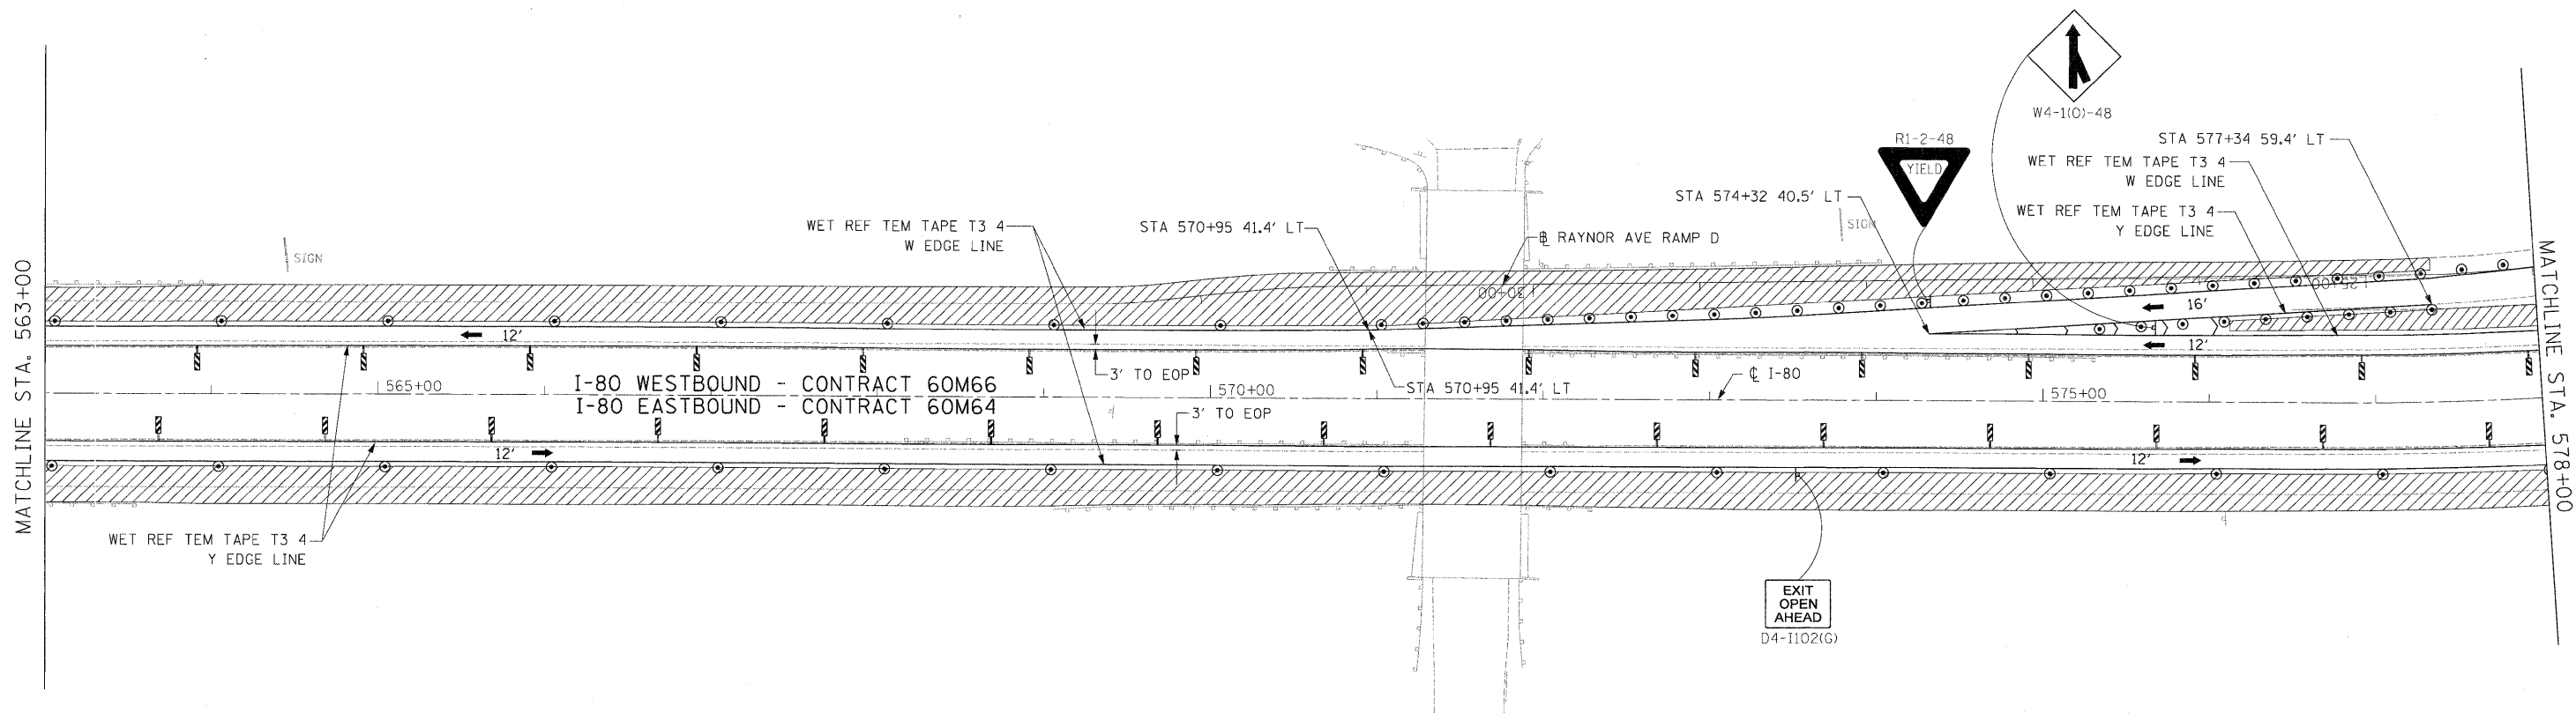 W4-1(O)-48
R1-2-48
YIELD
STA 577+34 59.4' LT
WET REF TEM TAPE T3 4
W EDGE LINE
WET REF TEM TAPE T3 4
Y EDGE LINE
STA 574+32 40.5' LT
SIGN
WET REF TEM TAPE T3 4
W EDGE LINE
STA 570+95 41.4' LT
℄ RAYNOR AVE RAMP D
SIGN
MATCHLINE STA. 563+00
MATCHLINE STA. 578+00
30+00
25+00
16'
12'
12'
3' TO EOP
STA 570+95 41.4' LT
℄ I-80
565+00
570+00
575+00
I-80 WESTBOUND - CONTRACT 60M66
I-80 EASTBOUND - CONTRACT 60M64
3' TO EOP
12'
12'
WET REF TEM TAPE T3 4
Y EDGE LINE
EXIT
OPEN
AHEAD
D4-I102(G)